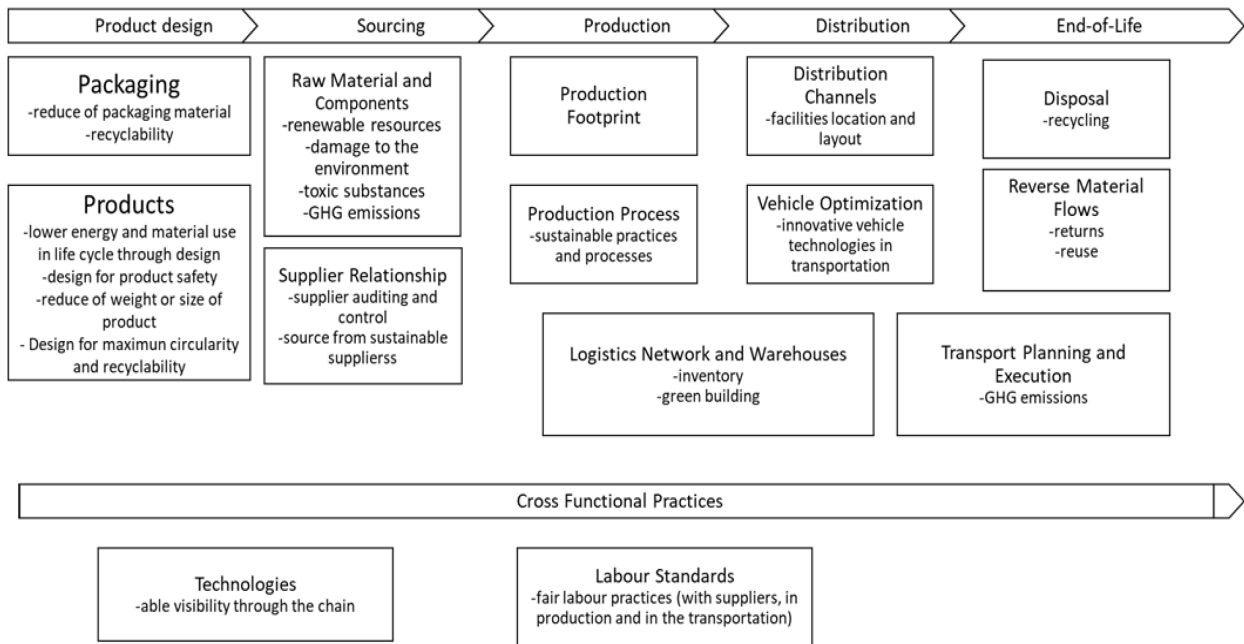 Product design
Sourcing
Production
Distribution
End-of-Life
Packaging
-reduce of packaging material
-recyclability
Products
-lower energy and material use
in life cycle through design
-design for product safety
-reduce of weight or size of
product
- Design for maximun circularity
and recyclability
Raw Material and
Components
-renewable resources
-damage to the
environment
-toxic substances
-GHG emissions
Supplier Relationship
-supplier auditing and
control
-source from sustainable
supplierss
Production
Footprint
Production Process
-sustainable practices
and processes
Distribution
Channels
-facilities location and
layout
Vehicle Optimization
-innovative vehicle
technologies in
transportation
Disposal
-recycling
Reverse Material
Flows
-returns
-reuse
Logistics Network and Warehouses
-inventory
-green building
Transport Planning and
Execution
-GHG emissions
Cross Functional Practices
Technologies
-able visibility through the chain
Labour Standards
-fair labour practices (with suppliers, in
production and in the transportation)